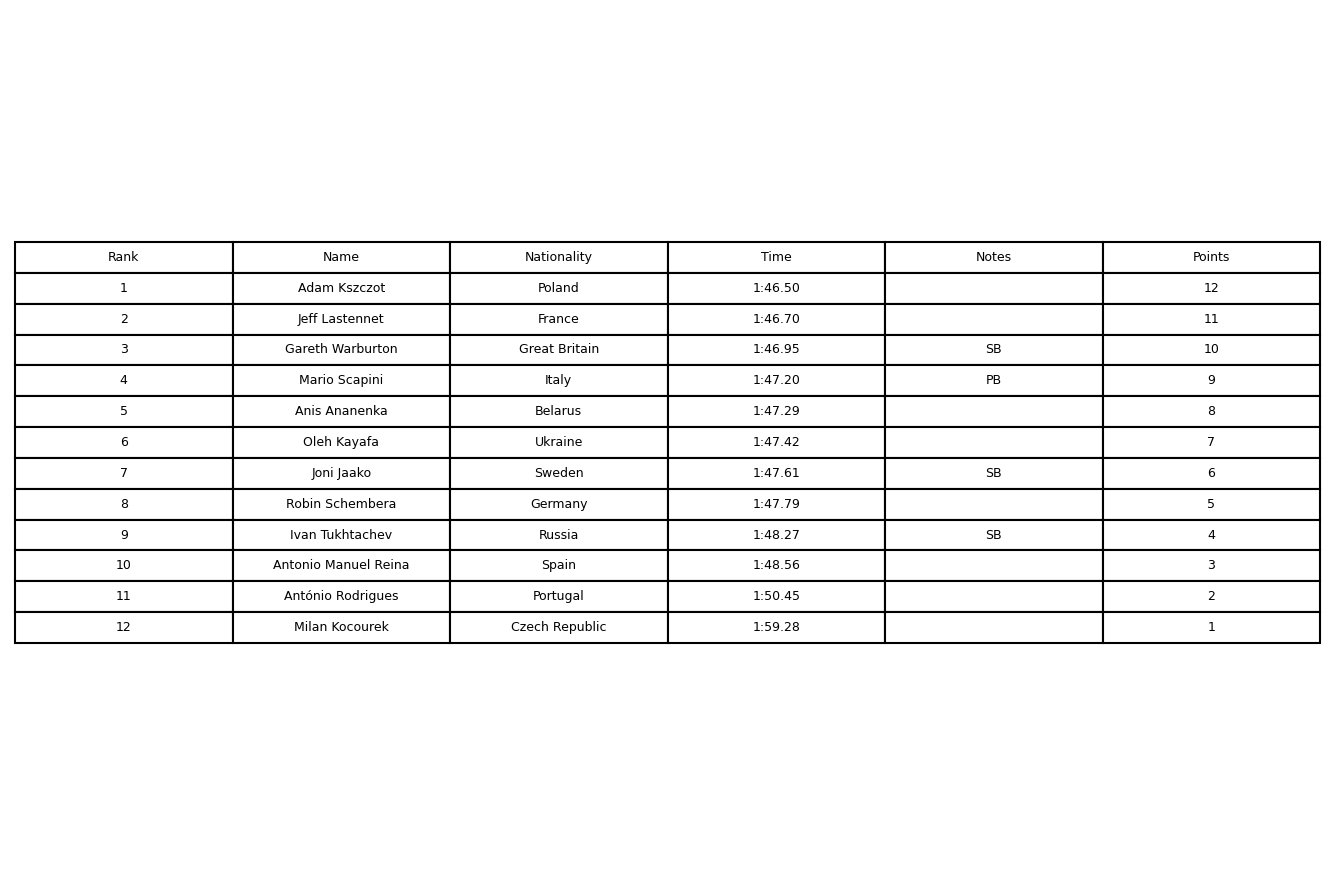 Rank Name Nationality Time Notes Points
1 Adam Kszczot Poland 1:46.50 12
2 Jeff Lastennet France 1:46.70 11
3 Gareth Warburton Great Britain 1:46.95 SB 10
4 Mario Scapini Italy 1:47.20 PB 9
5 Anis Ananenka Belarus 1:47.29 8
6 Oleh Kayafa Ukraine 1:47.42 7
7 Joni Jaako Sweden 1:47.61 SB 6
8 Robin Schembera Germany 1:47.79 5
9 Ivan Tukhtachev Russia 1:48.27 SB 4
10 Antonio Manuel Reina Spain 1:48.56 3
11 António Rodrigues Portugal 1:50.45 2
12 Milan Kocourek Czech Republic 1:59.28 1